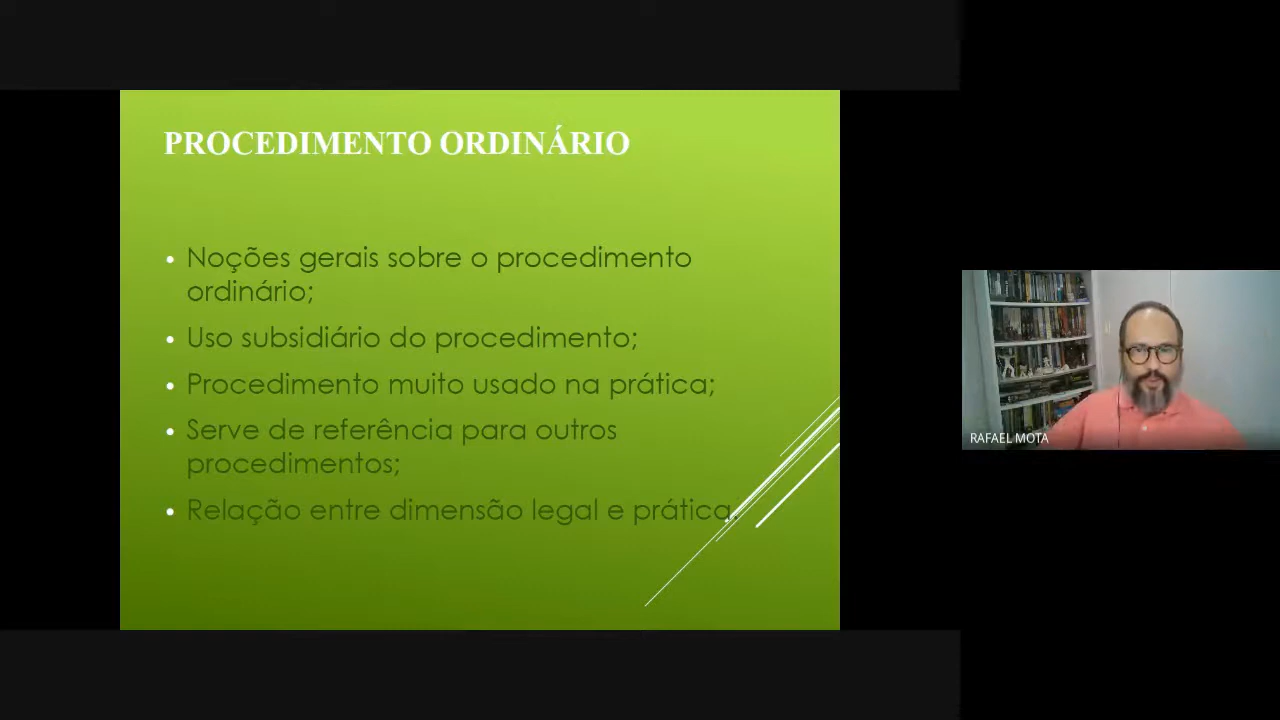 PROCEDIMENTO ORDINÁRIO
• Noções gerais sobre o procedimento
ordinário;
• Uso subsidiário do procedimento;
• Procedimento muito usado na prática;
• Serve de referência para outros
procedimentos;
• Relação entre dimensão legal e prática.
RAFAEL MOTA